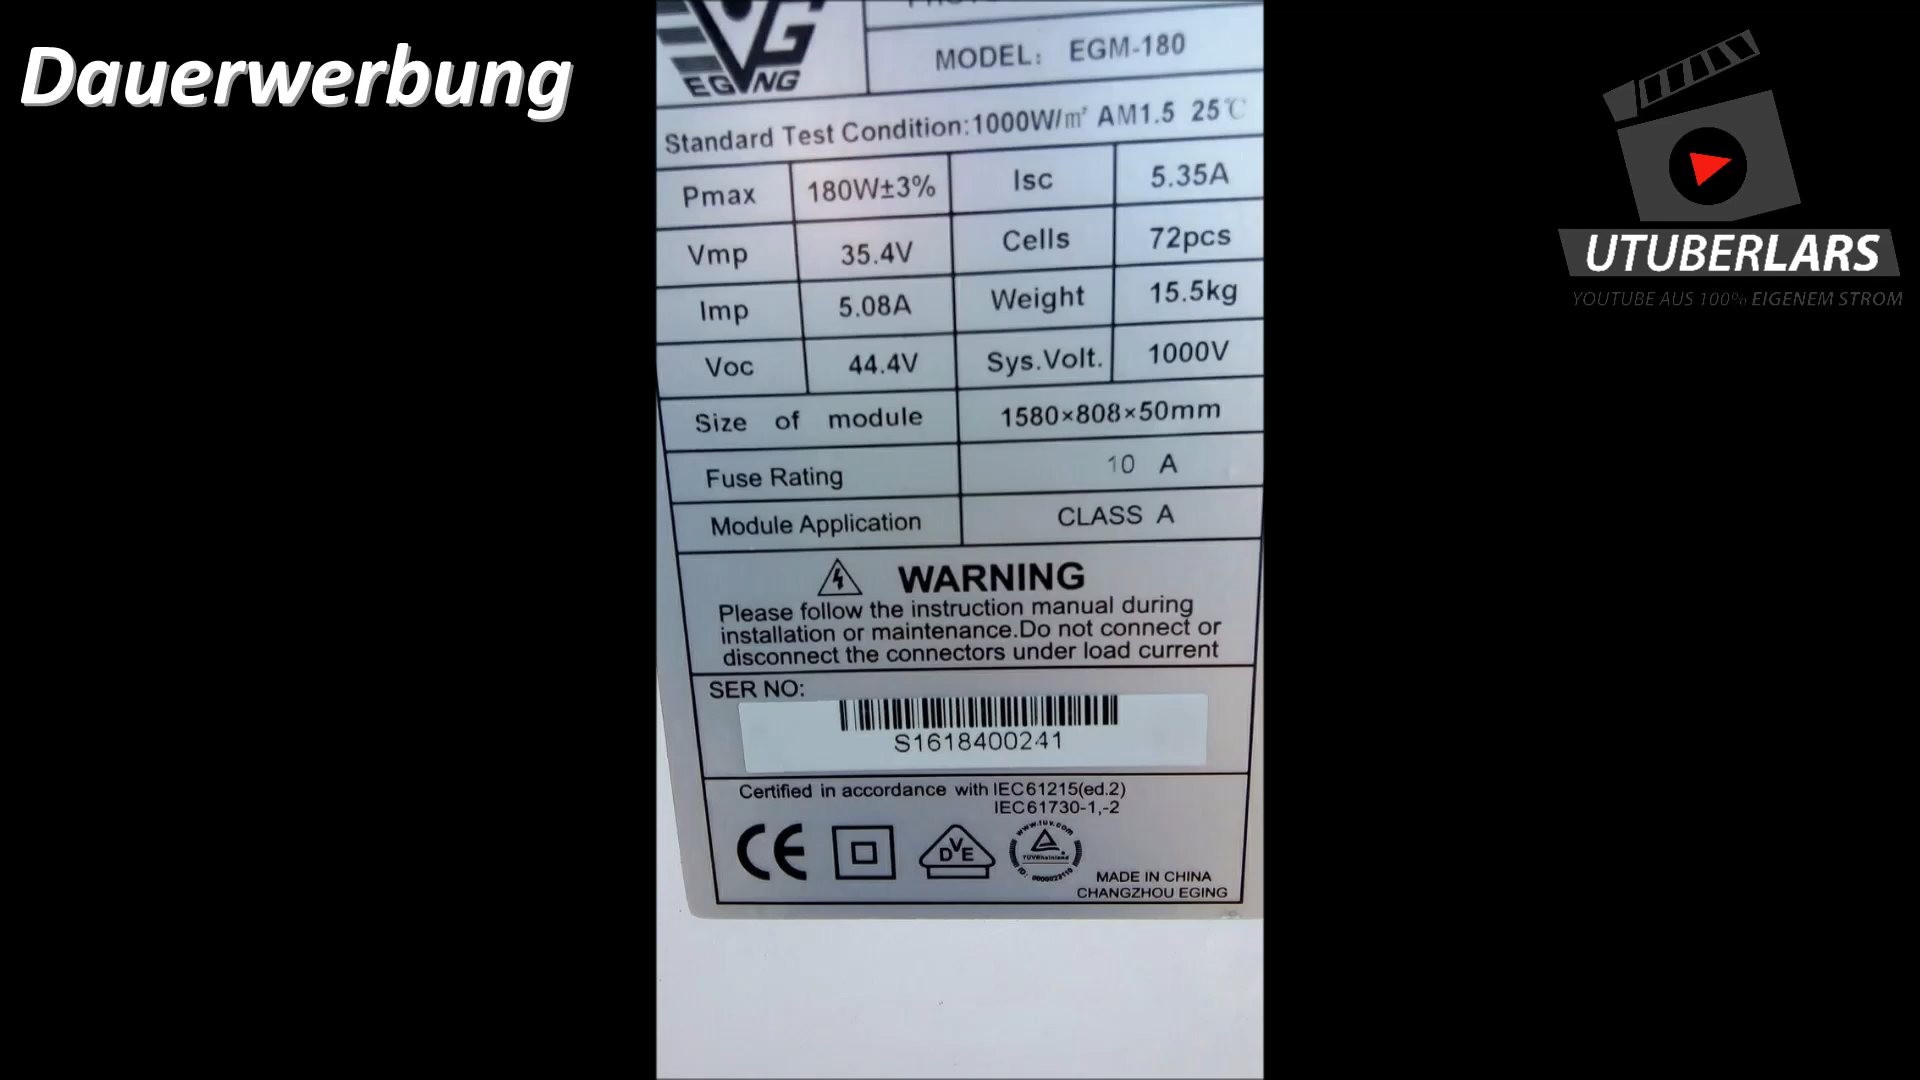 Dauerwerbung
EGING
MODEL: EGM-180
Standard Test Condition:1000W/㎡ AM1.5 25℃
Pmax 180W±3% Isc 5.35A
Vmp 35.4V Cells 72pcs
Imp 5.08A Weight 15.5kg
Voc 44.4V Sys.Volt. 1000V
Size of module 1580×808×50mm
Fuse Rating 10 A
Module Application CLASS A
WARNING
Please follow the instruction manual during
installation or maintenance.Do not connect or
disconnect the connectors under load current
SER NO:
S1618400241
Certified in accordance with IEC61215(ed.2)
IEC61730-1,-2
CE
DVE
www.tuv.com
TÜVRheinland
MADE IN CHINA
CHANGZHOU EGING
UTUBERLARS
YOUTUBE AUS 100% EIGENEM STROM